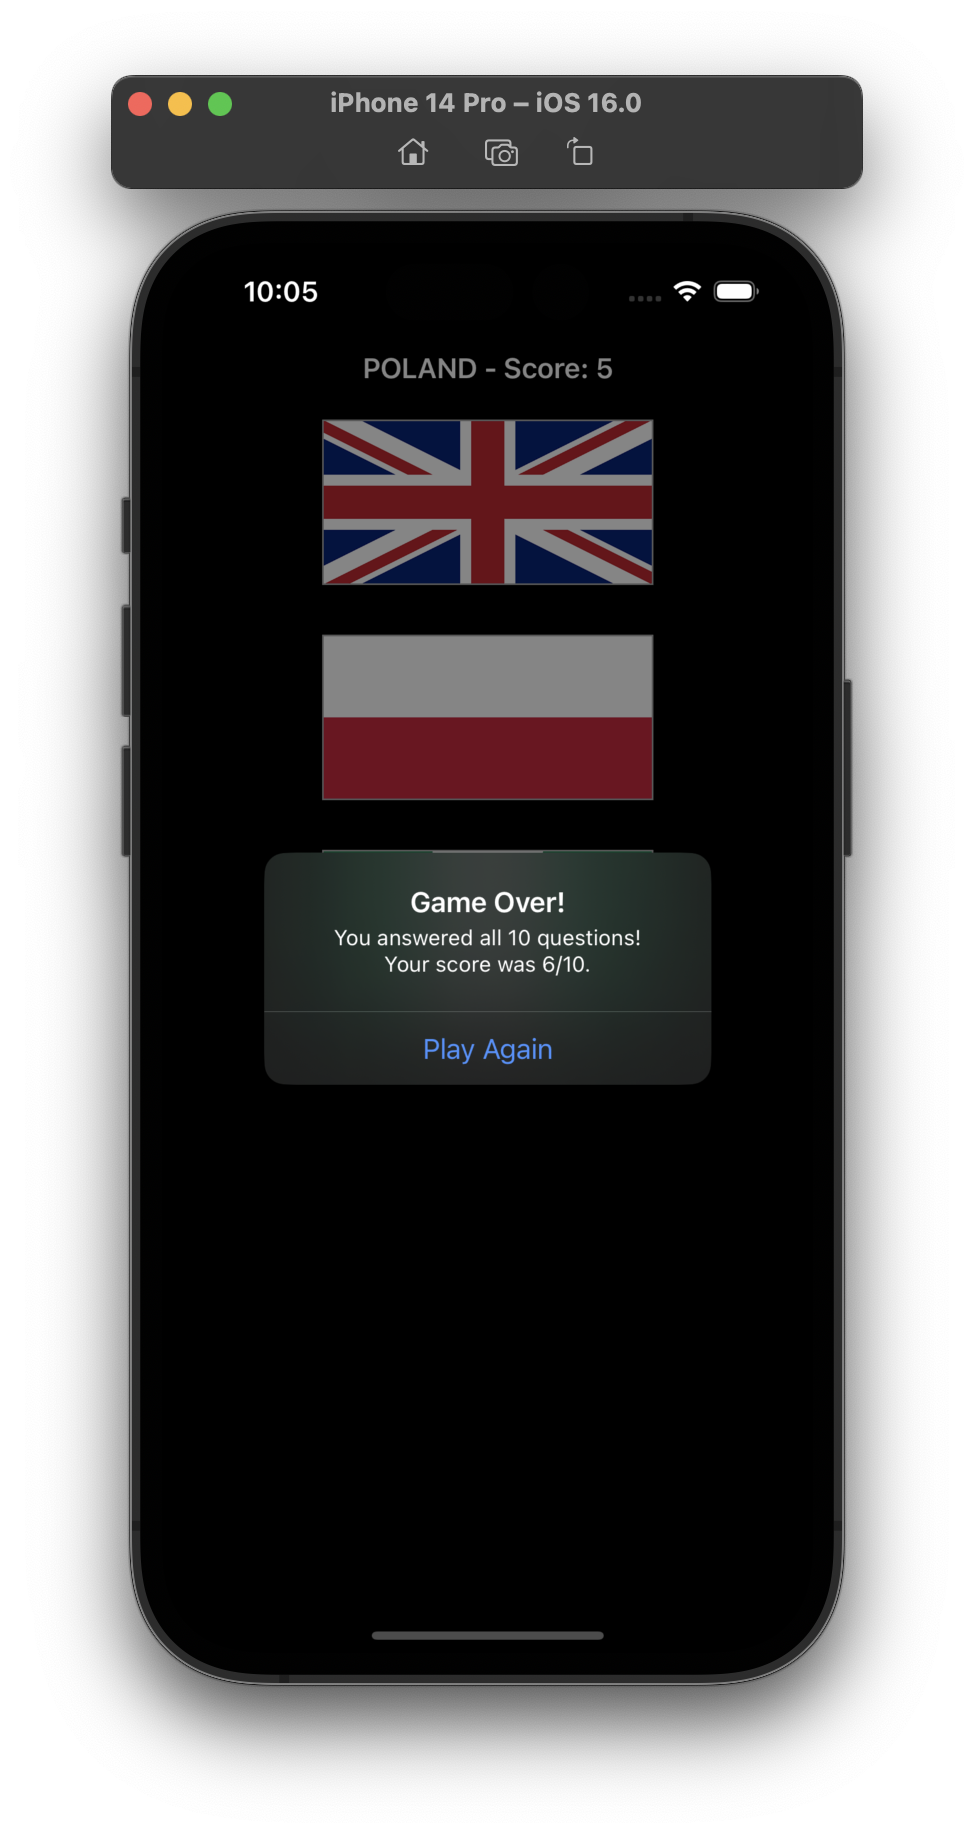 iPhone 14 Pro – iOS 16.0
10:05
POLAND - Score: 5
Game Over!
You answered all 10 questions!
Your score was 6/10.
Play Again